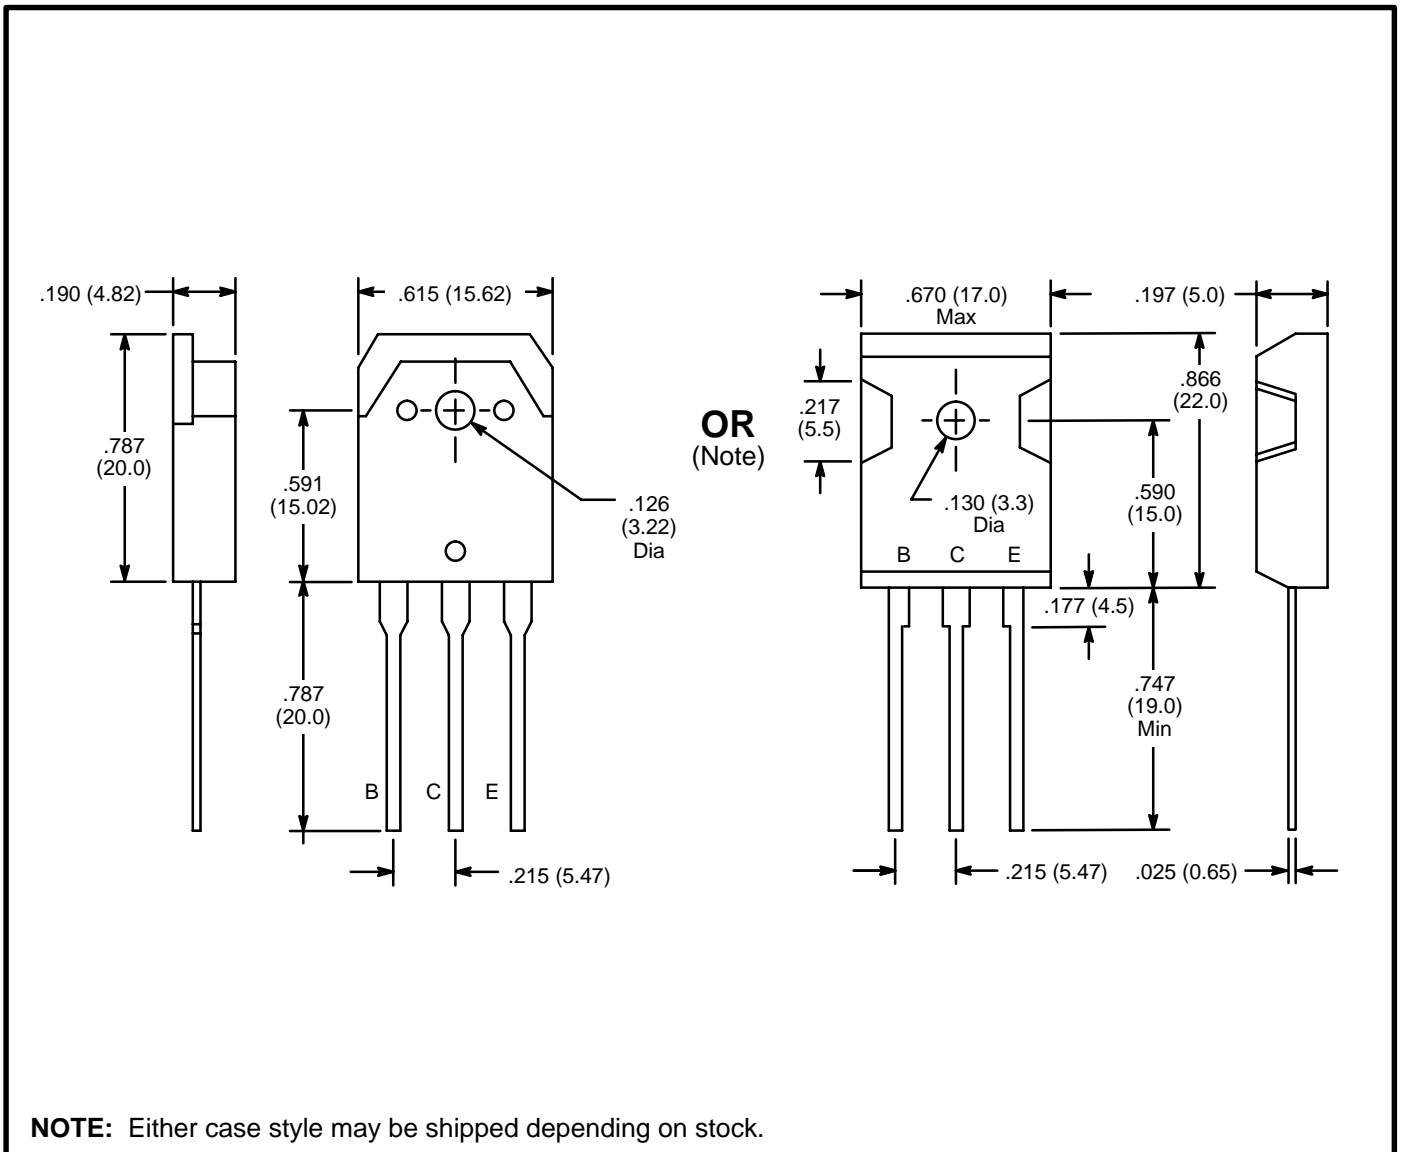 .190 (4.82)
.615 (15.62)
.787
(20.0)
.591
(15.02)
.126
(3.22)
Dia
.787
(20.0)
B C E
.215 (5.47)
OR
(Note)
.670 (17.0)
Max
.197 (5.0)
.217
(5.5)
.866
(22.0)
.130 (3.3)
Dia
.590
(15.0)
B C E
.177 (4.5)
.747
(19.0)
Min
.215 (5.47)
.025 (0.65)
NOTE: Either case style may be shipped depending on stock.